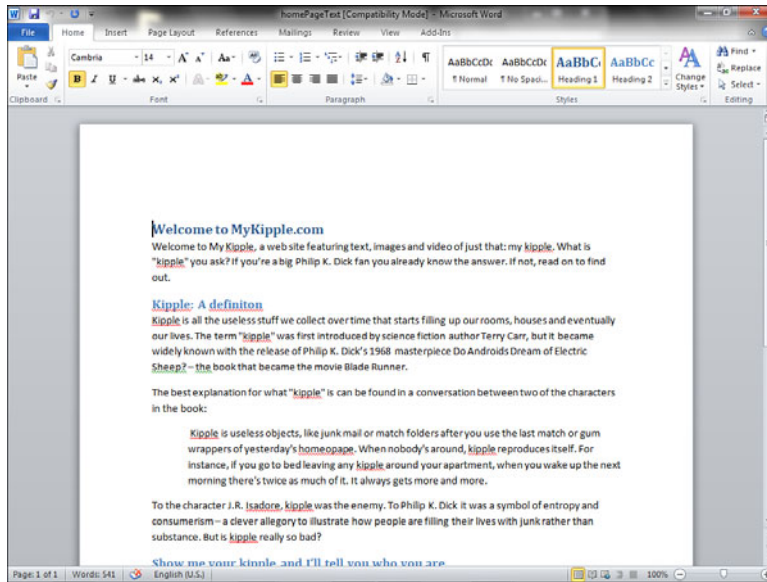 homePageText [Compatibility Mode] - Microsoft Word
File Home Insert Page Layout References Mailings Review View Add-Ins
Cambria 14
Paste
Clipboard Font Paragraph Styles Editing
AaBbCcDc AaBbCcDc AaBbC AaBbCc
¶ Normal ¶ No Spaci... Heading 1 Heading 2
Change Styles
Find
Replace
Select
Welcome to MyKipple.com
Welcome to My Kipple, a web site featuring text, images and video of just that: my kipple. What is
"kipple" you ask? If you're a big Philip K. Dick fan you already know the answer. If not, read on to find
out.
Kipple: A definiton
Kipple is all the useless stuff we collect over time that starts filling up our rooms, houses and eventually
our lives. The term "kipple" was first introduced by science fiction author Terry Carr, but it became
widely known with the release of Philip K. Dick's 1968 masterpiece Do Androids Dream of Electric
Sheep? – the book that became the movie Blade Runner.
The best explanation for what "kipple" is can be found in a conversation between two of the characters
in the book:
Kipple is useless objects, like junk mail or match folders after you use the last match or gum
wrappers of yesterday's homeopape. When nobody's around, kipple reproduces itself. For
instance, if you go to bed leaving any kipple around your apartment, when you wake up the next
morning there's twice as much of it. It always gets more and more.
To the character J.R. Isadore, kipple was the enemy. To Philip K. Dick it was a symbol of entropy and
consumerism – a clever allegory to illustrate how people are filling their lives with junk rather than
substance. But is kipple really so bad?
Show me your kipple, and I'll tell you who you are
Page: 1 of 1 Words: 541 English (U.S.) 100%